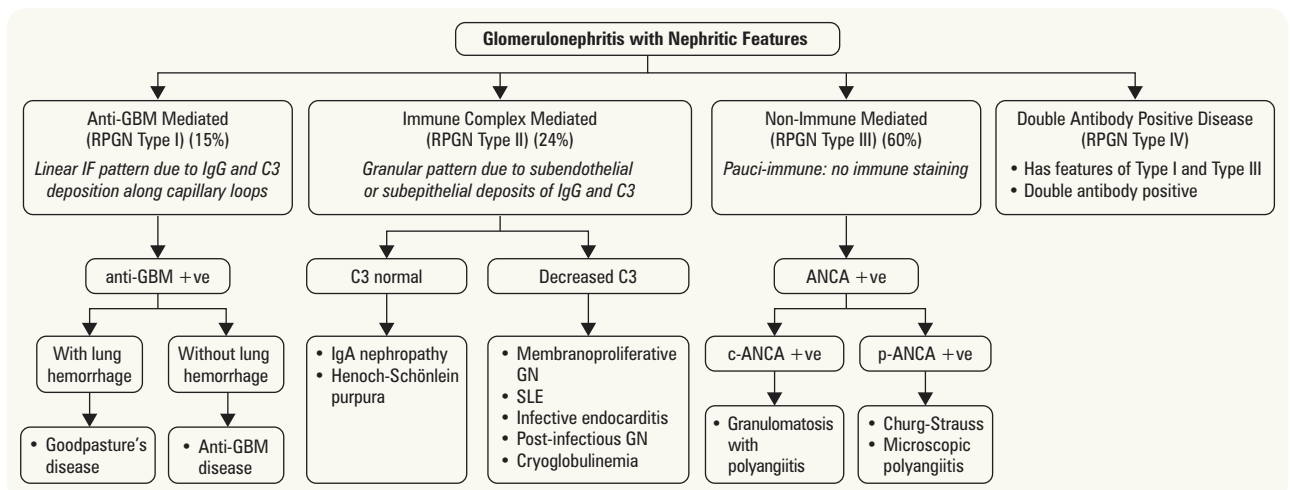 Glomerulonephritis with Nephritic Features
Anti-GBM Mediated
(RPGN Type I) (15%)
Linear IF pattern due to IgG and C3
deposition along capillary loops
Immune Complex Mediated
(RPGN Type II) (24%)
Granular pattern due to subendothelial
or subepithelial deposits of IgG and C3
Non-Immune Mediated
(RPGN Type III) (60%)
Pauci-immune: no immune staining
Double Antibody Positive Disease
(RPGN Type IV)
• Has features of Type I and Type III
• Double antibody positive
anti-GBM +ve
C3 normal
Decreased C3
ANCA +ve
With lung
hemorrhage
Without lung
hemorrhage
• IgA nephropathy
• Henoch-Schönlein
purpura
• Membranoproliferative
GN
• SLE
• Infective endocarditis
• Post-infectious GN
• Cryoglobulinemia
c-ANCA +ve
p-ANCA +ve
• Goodpasture's
disease
• Anti-GBM
disease
• Granulomatosis
with
polyangiitis
• Churg-Strauss
• Microscopic
polyangiitis